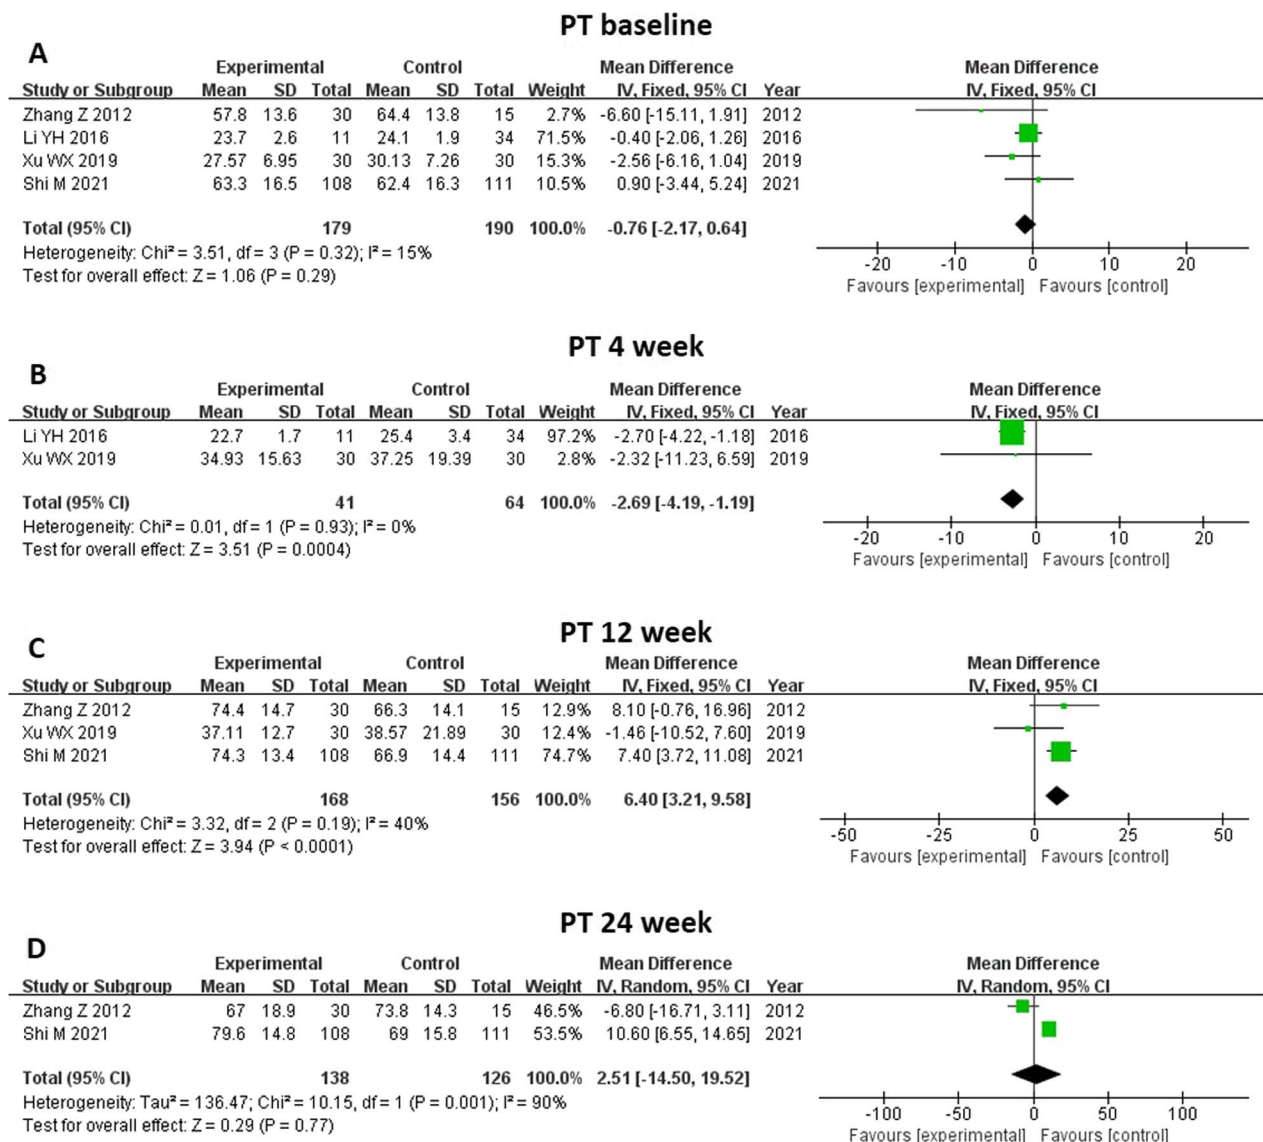 PT baseline
A
Experimental Control Mean Difference Mean Difference
Study or Subgroup Mean SD Total Mean SD Total Weight IV, Fixed, 95% CI Year IV, Fixed, 95% CI
Zhang Z 2012 57.8 13.6 30 64.4 13.8 15 2.7% -6.60 [-15.11, 1.91] 2012
Li YH 2016 23.7 2.6 11 24.1 1.9 34 71.5% -0.40 [-2.06, 1.26] 2016
Xu WX 2019 27.57 6.95 30 30.13 7.26 30 15.3% -2.56 [-6.16, 1.04] 2019
Shi M 2021 63.3 16.5 108 62.4 16.3 111 10.5% 0.90 [-3.44, 5.24] 2021
Total (95% CI) 179 190 100.0% -0.76 [-2.17, 0.64]
Heterogeneity: Chi² = 3.51, df = 3 (P = 0.32); I² = 15%
Test for overall effect: Z = 1.06 (P = 0.29)
-20 -10 0 10 20
Favours [experimental] Favours [control]
PT 4 week
B
Experimental Control Mean Difference Mean Difference
Study or Subgroup Mean SD Total Mean SD Total Weight IV, Fixed, 95% CI Year IV, Fixed, 95% CI
Li YH 2016 22.7 1.7 11 25.4 3.4 34 97.2% -2.70 [-4.22, -1.18] 2016
Xu WX 2019 34.93 15.63 30 37.25 19.39 30 2.8% -2.32 [-11.23, 6.59] 2019
Total (95% CI) 41 64 100.0% -2.69 [-4.19, -1.19]
Heterogeneity: Chi² = 0.01, df = 1 (P = 0.93); I² = 0%
Test for overall effect: Z = 3.51 (P = 0.0004)
-20 -10 0 10 20
Favours [experimental] Favours [control]
PT 12 week
C
Experimental Control Mean Difference Mean Difference
Study or Subgroup Mean SD Total Mean SD Total Weight IV, Fixed, 95% CI Year IV, Fixed, 95% CI
Zhang Z 2012 74.4 14.7 30 66.3 14.1 15 12.9% 8.10 [-0.76, 16.96] 2012
Xu WX 2019 37.11 12.7 30 38.57 21.89 30 12.4% -1.46 [-10.52, 7.60] 2019
Shi M 2021 74.3 13.4 108 66.9 14.4 111 74.7% 7.40 [3.72, 11.08] 2021
Total (95% CI) 168 156 100.0% 6.40 [3.21, 9.58]
Heterogeneity: Chi² = 3.32, df = 2 (P = 0.19); I² = 40%
Test for overall effect: Z = 3.94 (P < 0.0001)
-50 -25 0 25 50
Favours [experimental] Favours [control]
PT 24 week
D
Experimental Control Mean Difference Mean Difference
Study or Subgroup Mean SD Total Mean SD Total Weight IV, Random, 95% CI Year IV, Random, 95% CI
Zhang Z 2012 67 18.9 30 73.8 14.3 15 46.5% -6.80 [-16.71, 3.11] 2012
Shi M 2021 79.6 14.8 108 69 15.8 111 53.5% 10.60 [6.55, 14.65] 2021
Total (95% CI) 138 126 100.0% 2.51 [-14.50, 19.52]
Heterogeneity: Tau² = 136.47; Chi² = 10.15, df = 1 (P = 0.001); I² = 90%
Test for overall effect: Z = 0.29 (P = 0.77)
-100 -50 0 50 100
Favours [experimental] Favours [control]